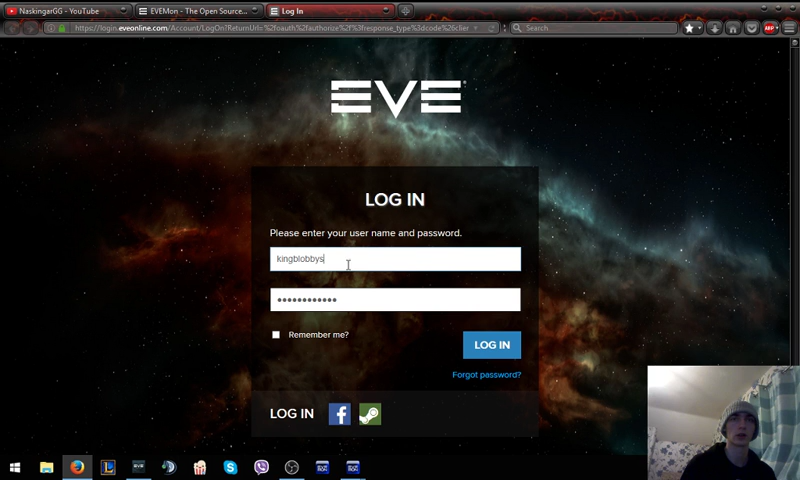 NaskingarGG - YouTube
EVEMon - The Open Source...
Log In
https://login.eveonline.com/Account/LogOn?ReturnUrl=%2Foauth%2Fauthorize%2F%3Fresponse_type%3Dcode%26clier
Search
ABP
EVE
LOG IN
Please enter your user name and password.
kingblobbys
Remember me?
LOG IN
Forgot password?
LOG IN